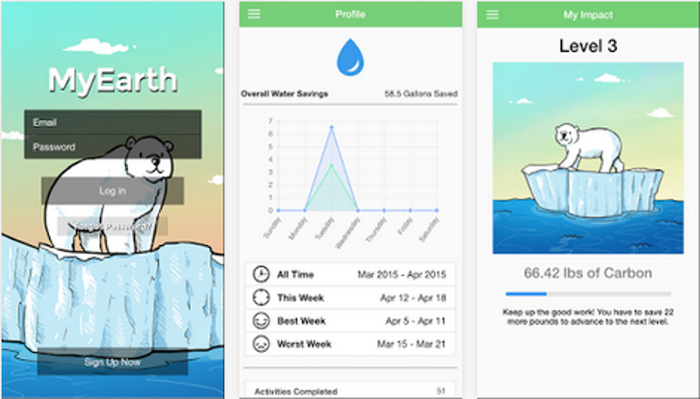 MyEarth
Email
Password
Log in
Forgot Password?
Sign Up Now
Profile
Overall Water Savings 58.5 Gallons Saved
7
6
5
4
3
2
1
0
Sunday Monday Tuesday Wednesday Thursday Friday Saturday
All Time Mar 2015 - Apr 2015
This Week Apr 12 - Apr 18
Best Week Apr 5 - Apr 11
Worst Week Mar 15 - Mar 21
Activities Completed 51
My Impact
Level 3
66.42 lbs of Carbon
Keep up the good work! You have to save 22
more pounds to advance to the next level.